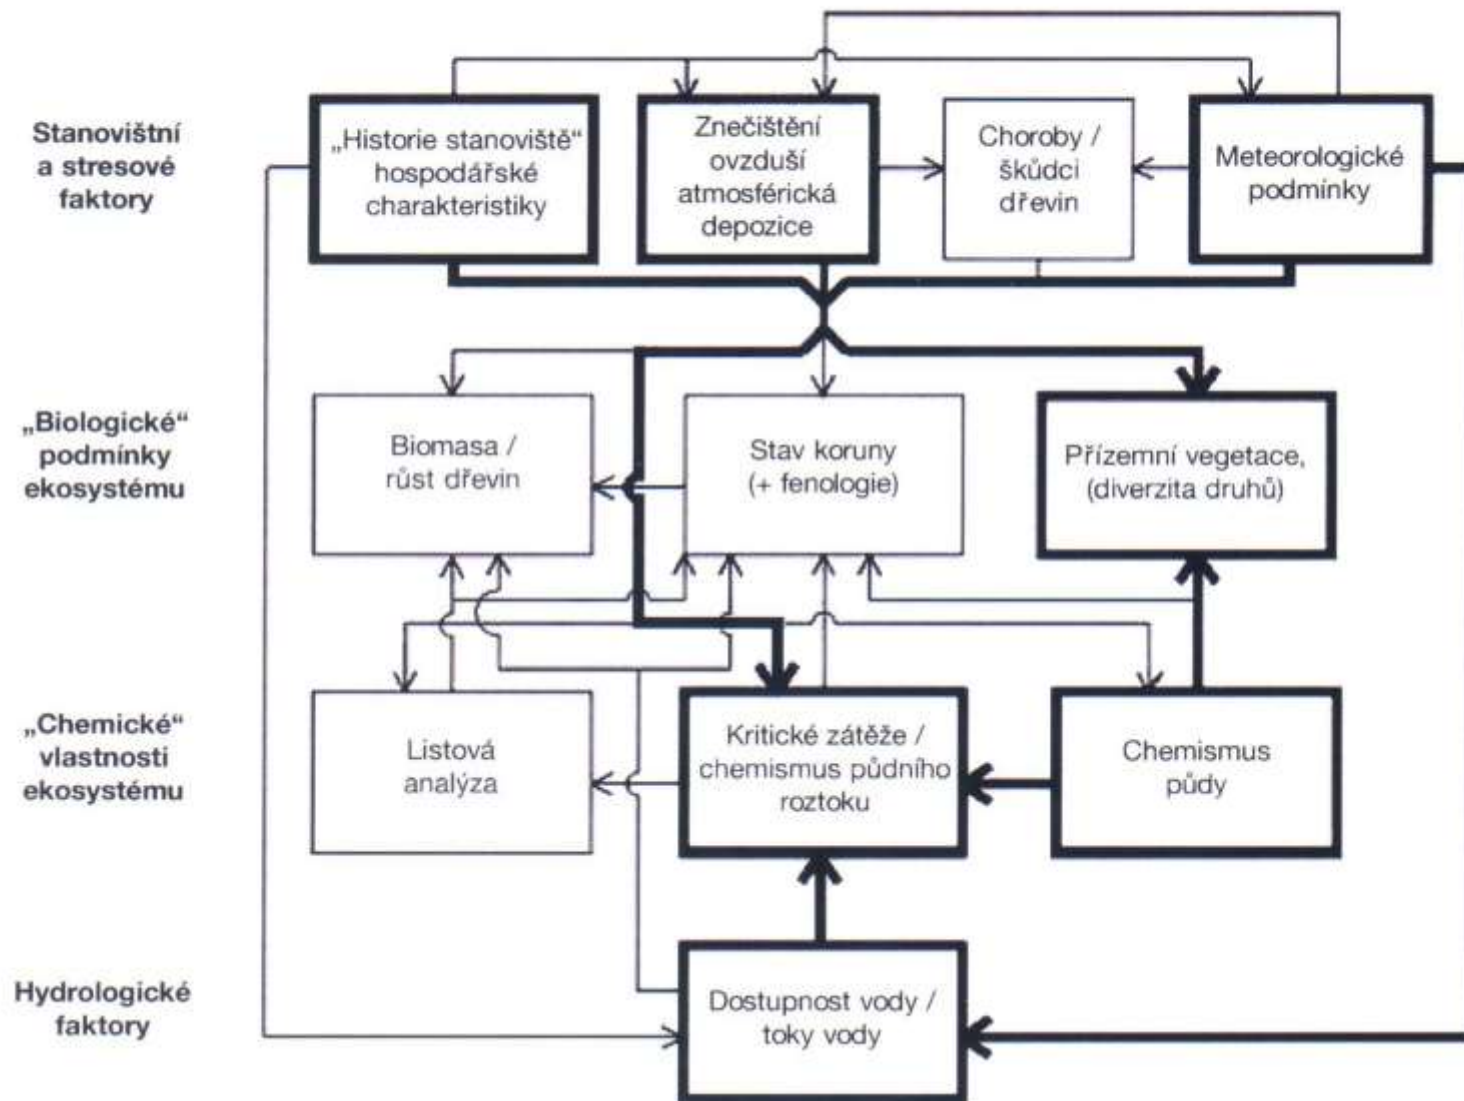 Stanovištní
a stresové
faktory
„Historie stanoviště“
hospodářské
charakteristiky
Znečištění
ovzduší
atmosférická
depozice
Choroby /
škůdci
dřevin
Meteorologické
podmínky
„Biologické“
podmínky
ekosystému
Biomasa /
růst dřevin
Stav koruny
(+ fenologie)
Přízemní vegetace,
(diverzita druhů)
„Chemické“
vlastnosti
ekosystému
Listová
analýza
Kritické zátěže /
chemismus půdního
roztoku
Chemismus
půdy
Hydrologické
faktory
Dostupnost vody /
toky vody